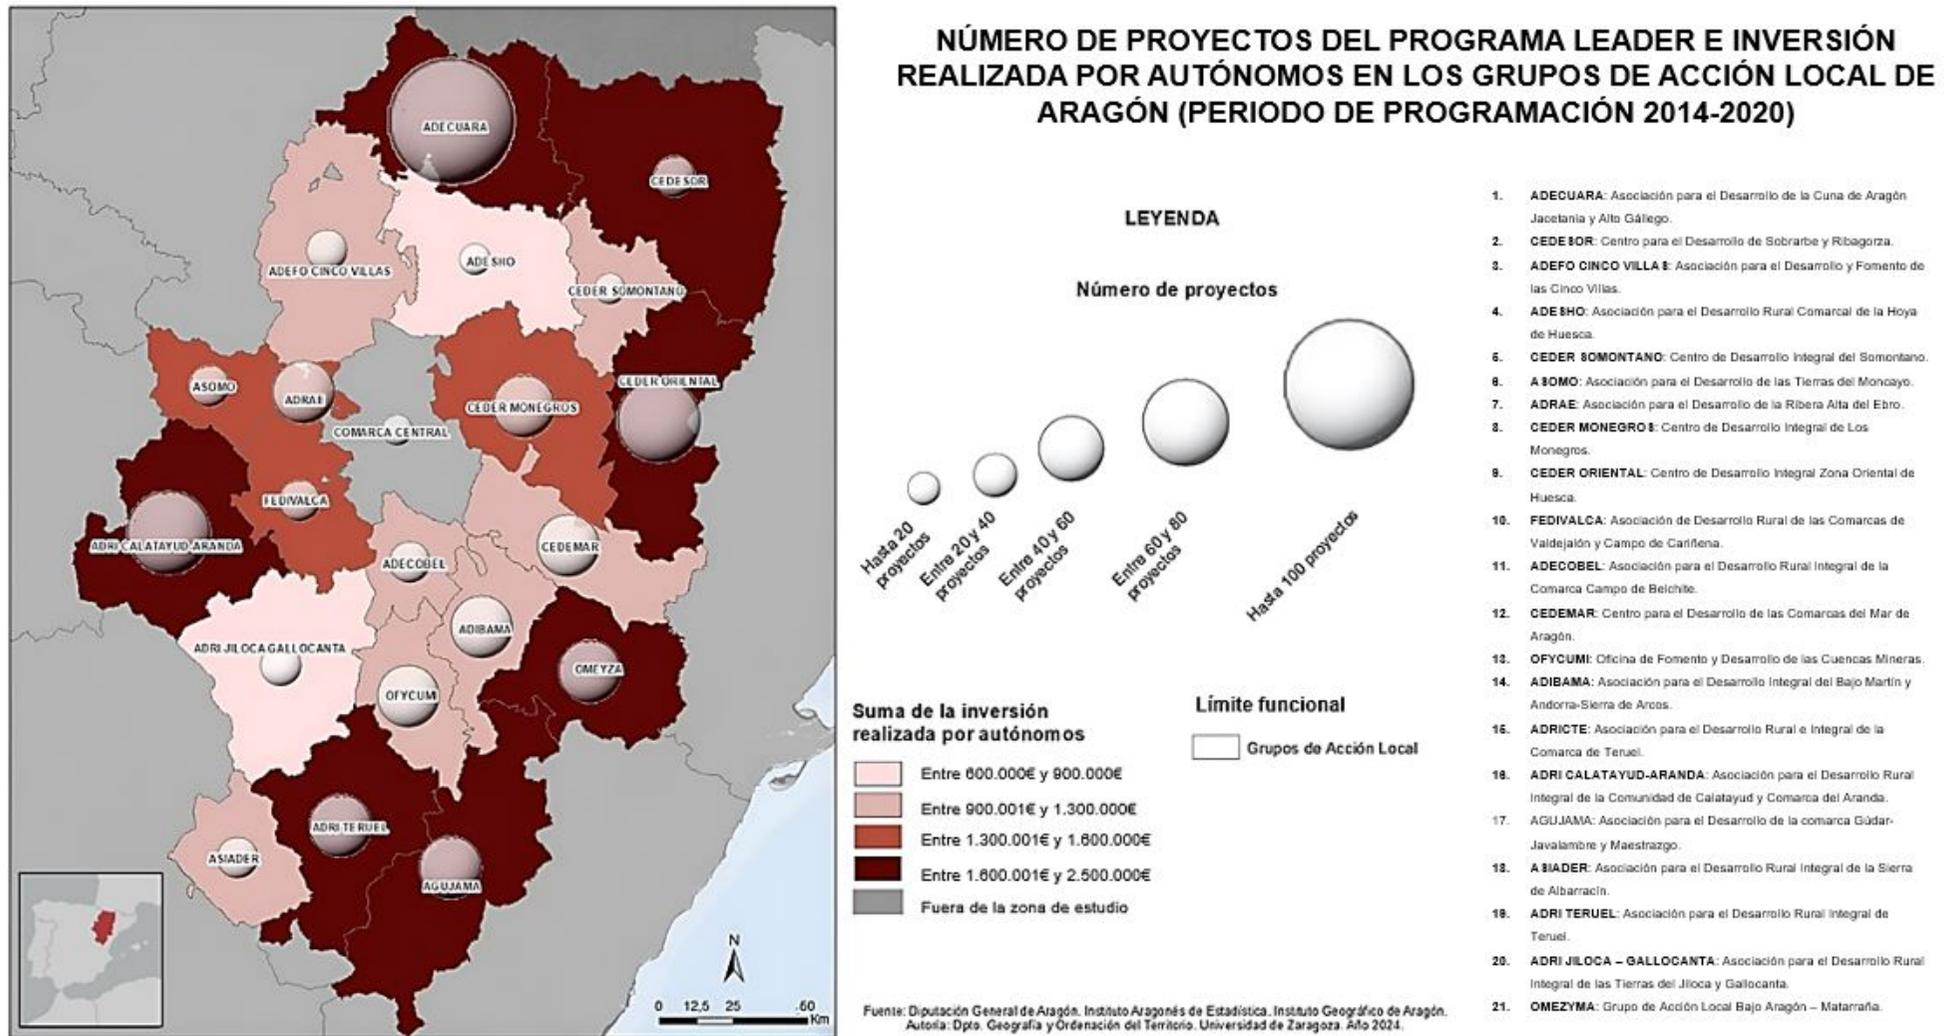 NÚMERO DE PROYECTOS DEL PROGRAMA LEADER E INVERSIÓN
REALIZADA POR AUTÓNOMOS EN LOS GRUPOS DE ACCIÓN LOCAL DE
ARAGÓN (PERIODO DE PROGRAMACIÓN 2014-2020)
ADECUARA
CEDESOR
ADEFO CINCO VILLAS
ADESHO
CEDER SOMONTANO
ASOMO
ADRAE
CEDER MONEGROS
CEDER ORIENTAL
COMARCA CENTRAL
FEDIVALCA
ADRI CALATAYUD-ARANDA
CEDEMAR
ADECOBEL
ADIBAMA
ADRI JILOCA GALLOCANTA
OFYCUMI
OMEYZA
ADRI TERUEL
ASIADER
AGUJAMA
N
0 12,5 25 50
Km
LEYENDA
Número de proyectos
Hasta 20
proyectos
Entre 20 y 40
proyectos
Entre 40 y 60
proyectos
Entre 60 y 80
proyectos
Hasta 100 proyectos
Suma de la inversión
realizada por autónomos
Entre 600.000€ y 900.000€
Entre 900.001€ y 1.300.000€
Entre 1.300.001€ y 1.600.000€
Entre 1.600.001€ y 2.500.000€
Fuera de la zona de estudio
Límite funcional
Grupos de Acción Local
1. ADECUARA: Asociación para el Desarrollo de la Cuna de Aragón
Jacetania y Alto Gállego.
2. CEDESOR: Centro para el Desarrollo de Sobrarbe y Ribagorza.
3. ADEFO CINCO VILLAS: Asociación para el Desarrollo y Fomento de
las Cinco Villas.
4. ADESHO: Asociación para el Desarrollo Rural Comarcal de la Hoya
de Huesca.
5. CEDER SOMONTANO: Centro de Desarrollo Integral del Somontano.
6. ASOMO: Asociación para el Desarrollo de las Tierras del Moncayo.
7. ADRAE: Asociación para el Desarrollo de la Ribera Alta del Ebro.
8. CEDER MONEGROS: Centro de Desarrollo Integral de Los
Monegros.
9. CEDER ORIENTAL: Centro de Desarrollo Integral Zona Oriental de
Huesca.
10. FEDIVALCA: Asociación de Desarrollo Rural de las Comarcas de
Valdejalón y Campo de Cariñena.
11. ADECOBEL: Asociación para el Desarrollo Rural Integral de la
Comarca Campo de Belchite.
12. CEDEMAR: Centro para el Desarrollo de las Comarcas del Mar de
Aragón.
13. OFYCUMI: Oficina de Fomento y Desarrollo de las Cuencas Mineras.
14. ADIBAMA: Asociación para el Desarrollo Integral del Bajo Martín y
Andorra-Sierra de Arcos.
15. ADRICTE: Asociación para el Desarrollo Rural e Integral de la
Comarca de Teruel.
16. ADRI CALATAYUD-ARANDA: Asociación para el Desarrollo Rural
Integral de la Comunidad de Calatayud y Comarca del Aranda.
17. AGUJAMA: Asociación para el Desarrollo de la comarca Gúdar-
Javalambre y Maestrazgo.
18. ASIADER: Asociación para el Desarrollo Rural Integral de la Sierra
de Albarracín.
19. ADRI TERUEL: Asociación para el Desarrollo Rural Integral de
Teruel.
20. ADRI JILOCA – GALLOCANTA: Asociación para el Desarrollo Rural
Integral de las Tierras del Jiloca y Gallocanta.
21. OMEZYMA: Grupo de Acción Local Bajo Aragón – Matarraña.
Fuente: Diputación General de Aragón. Instituto Aragonés de Estadística. Instituto Geográfico de Aragón.
Autoría: Dpto. Geografía y Ordenación del Territorio. Universidad de Zaragoza. Año 2024.